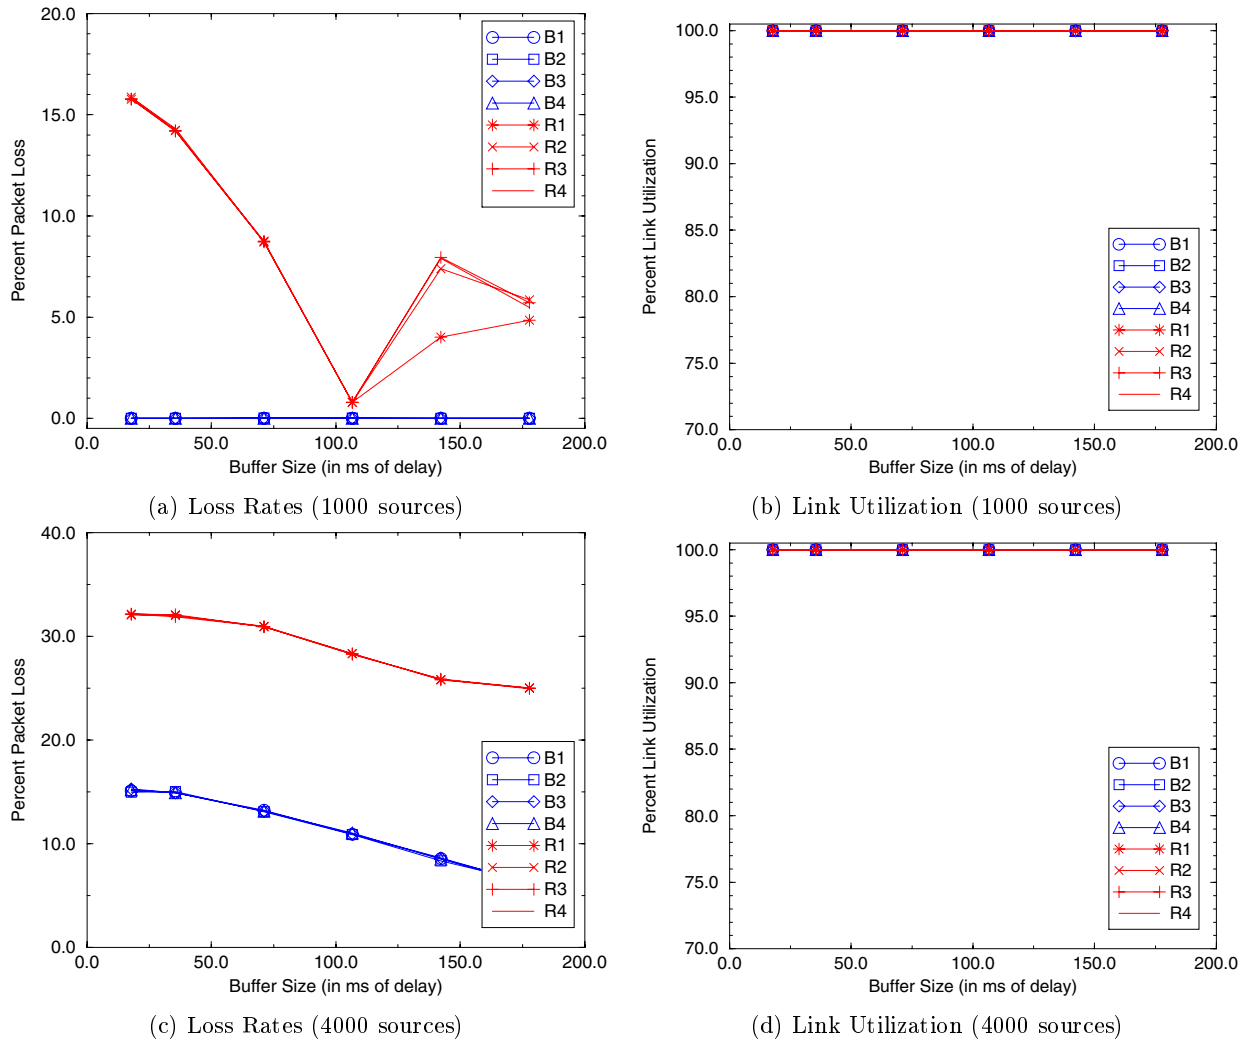 20.0
15.0
10.0
5.0
0.0
Percent Packet Loss
B1
B2
B3
B4
R1
R2
R3
R4
0.0 50.0 100.0 150.0 200.0
Buffer Size (in ms of delay)
(a) Loss Rates (1000 sources)
100.0
95.0
90.0
85.0
80.0
75.0
70.0
Percent Link Utilization
B1
B2
B3
B4
R1
R2
R3
R4
0.0 50.0 100.0 150.0 200.0
Buffer Size (in ms of delay)
(b) Link Utilization (1000 sources)
40.0
30.0
20.0
10.0
0.0
Percent Packet Loss
B1
B2
B3
B4
R1
R2
R3
R4
0.0 50.0 100.0 150.0 200.0
Buffer Size (in ms of delay)
(c) Loss Rates (4000 sources)
100.0
95.0
90.0
85.0
80.0
75.0
70.0
Percent Link Utilization
B1
B2
B3
B4
R1
R2
R3
R4
0.0 50.0 100.0 150.0 200.0
Buffer Size (in ms of delay)
(d) Link Utilization (4000 sources)